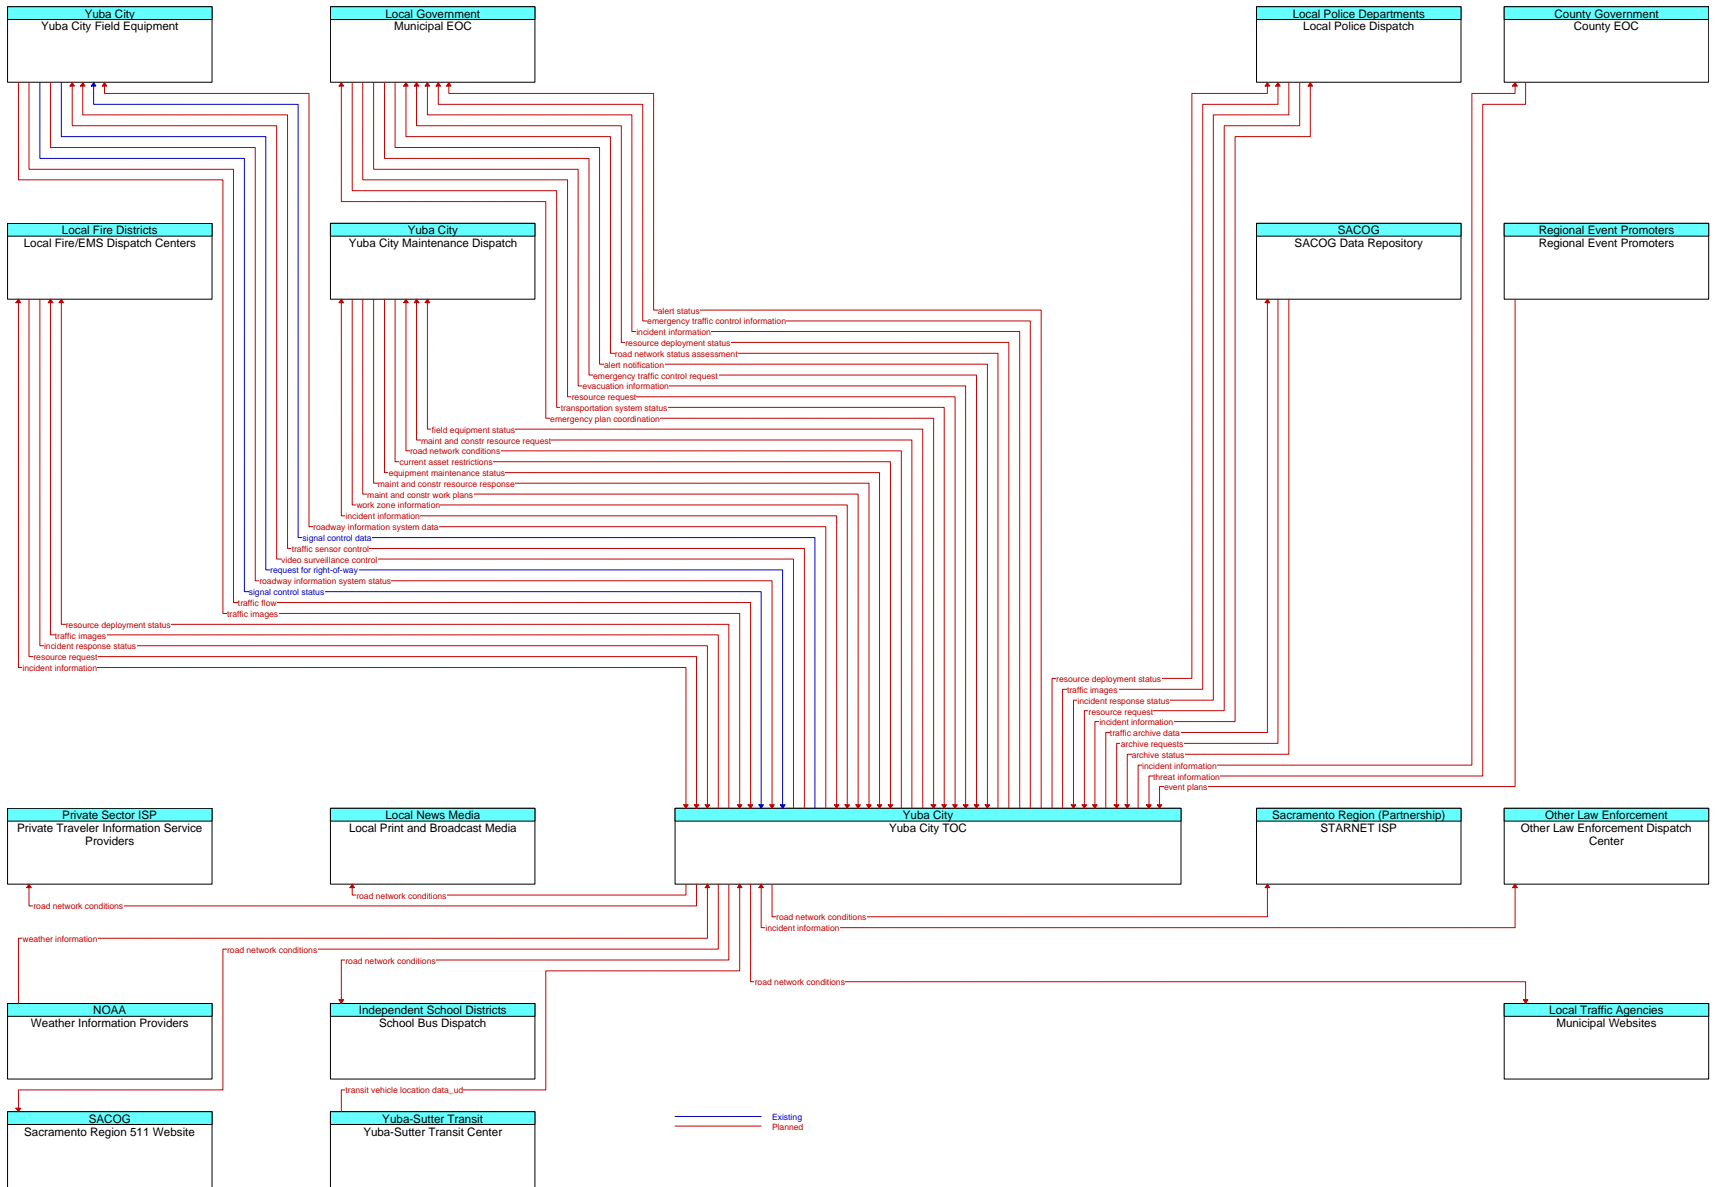 Yuba City
Yuba City Field Equipment
Local Government
Municipal EOC
Local Police Departments
Local Police Dispatch
County Government
County EOC
Local Fire Districts
Local Fire/EMS Dispatch Centers
Yuba City
Yuba City Maintenance Dispatch
SACOG
SACOG Data Repository
Regional Event Promoters
Regional Event Promoters
alert status
emergency traffic control information
incident information
resource deployment status
road network status assessment
alert notification
emergency traffic control request
evacuation information
resource request
transportation system status
emergency plan coordination
field equipment status
maint and constr resource request
road network conditions
current asset restrictions
equipment maintenance status
maint and constr resource response
maint and constr work plans
work zone information
incident information
roadway information system data
signal control data
traffic sensor control
video surveillance control
request for right-of-way
roadway information system status
signal control status
traffic flow
traffic images
resource deployment status
traffic images
incident response status
resource request
incident information
resource deployment status
traffic images
incident response status
resource request
incident information
traffic archive data
archive requests
archive status
incident information
threat information
event plans
Private Sector ISP
Private Traveler Information Service
Providers
Local News Media
Local Print and Broadcast Media
Yuba City
Yuba City TOC
Sacramento Region (Partnership)
STARNET ISP
Other Law Enforcement
Other Law Enforcement Dispatch
Center
road network conditions
road network conditions
road network conditions
incident information
weather information
road network conditions
road network conditions
road network conditions
NOAA
Weather Information Providers
Independent School Districts
School Bus Dispatch
Local Traffic Agencies
Municipal Websites
transit vehicle location data_ud
SACOG
Sacramento Region 511 Website
Yuba-Sutter Transit
Yuba-Sutter Transit Center
Existing
Planned